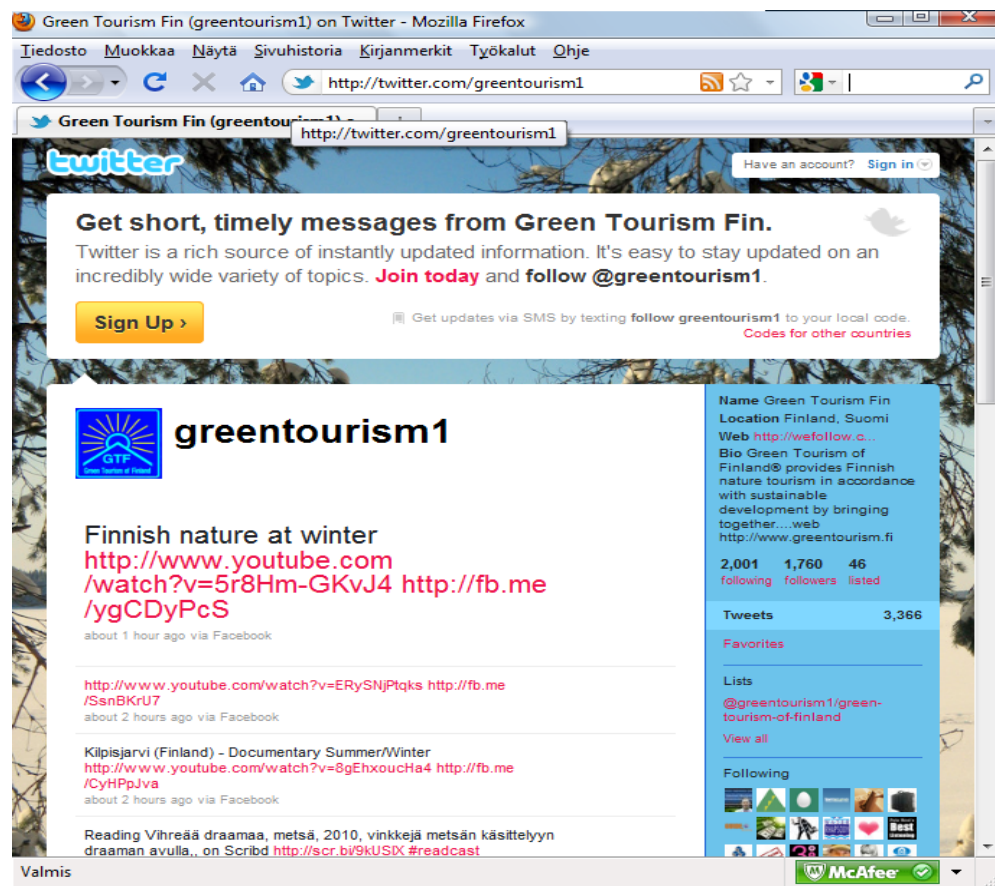 Green Tourism Fin (greentourism1) on Twitter - Mozilla Firefox
Tiedosto Muokkaa Näytä Sivuhistoria Kirjanmerkit Työkalut Ohje
http://twitter.com/greentourism1
Green Tourism Fin (greentourism1) o
http://twitter.com/greentourism1
twitter
Have an account? Sign in
Get short, timely messages from Green Tourism Fin.
Twitter is a rich source of instantly updated information. It's easy to stay updated on an
incredibly wide variety of topics. Join today and follow @greentourism1.
Sign Up ›
Get updates via SMS by texting follow greentourism1 to your local code.
Codes for other countries
GTF
Green Tourism of Finland
greentourism1
Finnish nature at winter
http://www.youtube.com
/watch?v=5r8Hm-GKvJ4 http://fb.me
/ygCDyPcS
about 1 hour ago via Facebook
http://www.youtube.com/watch?v=ERySNjPtqks http://fb.me
/SsnBKrU7
about 2 hours ago via Facebook
Kilpisjarvi (Finland) - Documentary Summer/Winter
http://www.youtube.com/watch?v=8gEhxoucHa4 http://fb.me
/CyHPpJva
about 2 hours ago via Facebook
Reading Vihreää draamaa, metsä, 2010, vinkkejä metsän käsittelyyn
draaman avulla,, on Scribd http://scr.bi/9kUSlX #readcast
Name Green Tourism Fin
Location Finland, Suomi
Web http://wefollow.c...
Bio Green Tourism of
Finland® provides Finnish
nature tourism in accordance
with sustainable
development by bringing
together....web
http://www.greentourism.fi
2,001 1,760 46
following followers listed
Tweets 3,366
Favorites
Lists
@greentourism1/green-
tourism-of-finland
View all
Following
Best
Valmis
McAfee